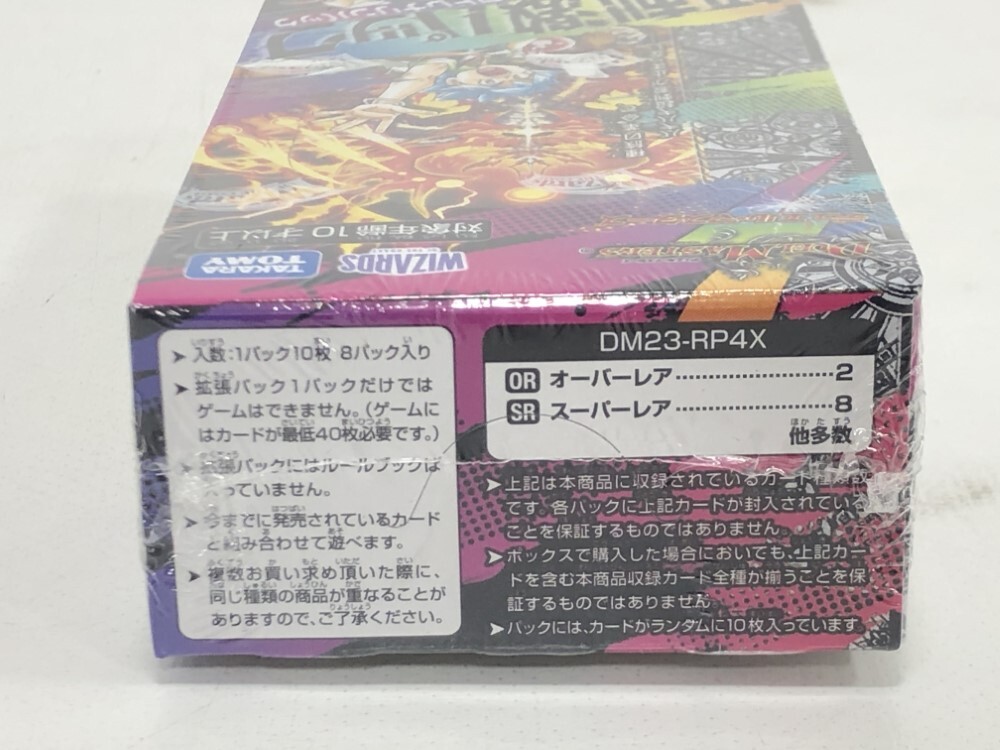 刺激パック
対象年齢10才以上
DUEL MASTERS
WIZARDS
TAKARA TOMY
➤入数:1パック10枚 8パック入り
➤拡張パック1パックだけでは
ゲームはできません。(ゲームに
はカードが最低40枚必要です。)
➤拡張パックにはルールブックは
入っていません。
➤今までに発売されているカード
と組み合わせて遊べます。
➤複数お買い求め頂いた際に、
同じ種類の商品が重なることが
ありますので、ご了承ください。
DM23-RP4X
OR オーバーレア 2
SR スーパーレア 8
他多数
➤上記は本商品に収録されているカード種類数
です。各パックに上記カードが封入されている
ことを保証するものではありません。
➤ボックスで購入した場合においても、上記カー
ドを含む本商品収録カード全種が揃うことを保
証するものではありません
➤パックには、カードがランダムに10枚入っています。